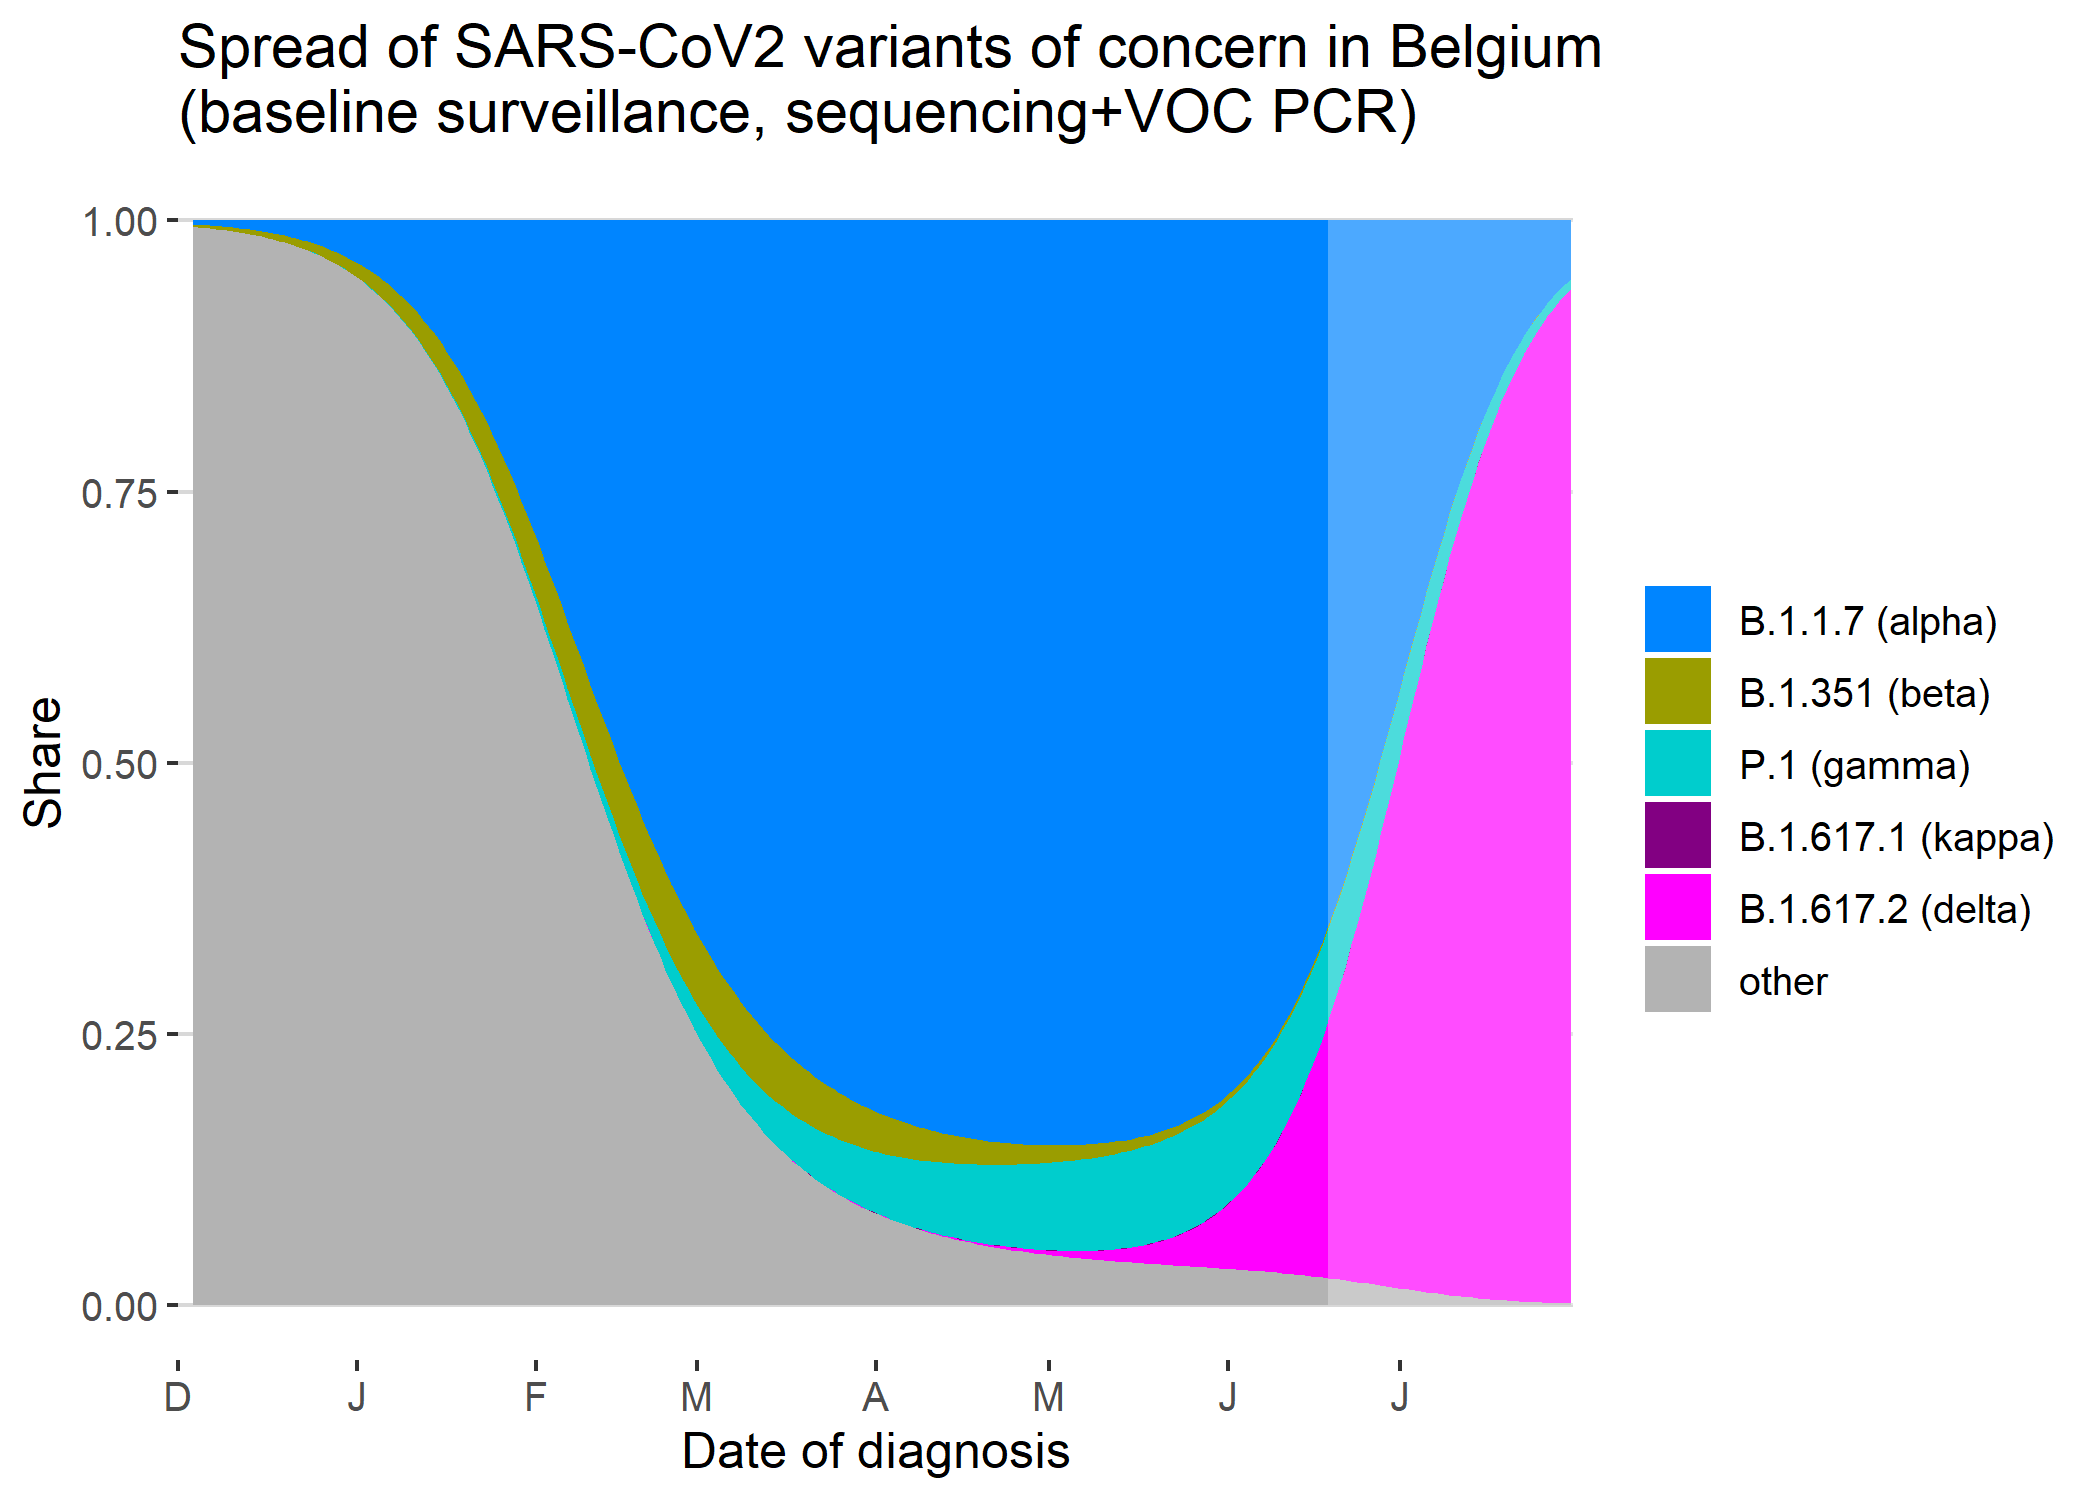 Spread of SARS-CoV2 variants of concern in Belgium
(baseline surveillance, sequencing+VOC PCR)
1.00
0.75
0.50
0.25
0.00
Share
D J F M A M J J
Date of diagnosis
B.1.1.7 (alpha)
B.1.351 (beta)
P.1 (gamma)
B.1.617.1 (kappa)
B.1.617.2 (delta)
other